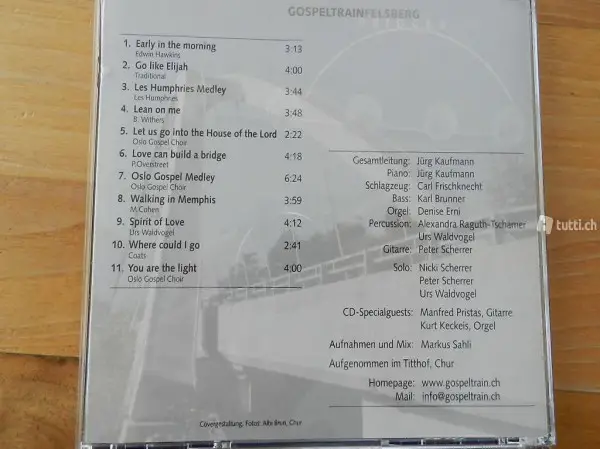 GOSPELTRAINFELSBERG
1. Early in the morning 3:13
Edwin Hawkins
2. Go like Elijah 4:00
Traditional
3. Les Humphries Medley 3:44
Les Humphries
4. Lean on me 3:48
B. Withers
5. Let us go into the House of the Lord 2:22
Oslo Gospel Choir
6. Love can build a bridge 4:18
P.Overstreet
7. Oslo Gospel Medley 6:24
Oslo Gospel Choir
8. Walking in Memphis 3:59
M.Cohen
9. Spirit of Love 4:12
Urs Waldvogel
10. Where could I go 2:41
Coats
11. You are the light 4:00
Oslo Gospel Choir
Gesamtleitung: Jürg Kaufmann
Piano: Jürg Kaufmann
Schlagzeug: Carl Frischknecht
Bass: Karl Brunner
Orgel: Denise Erni
Percussion: Alexandra Raguth-Tscharner
Urs Waldvogel
Gitarre: Peter Scherrer
Solo: Nicki Scherrer
Peter Scherrer
Urs Waldvogel
CD-Specialguests: Manfred Pristas, Gitarre
Kurt Keckeis, Orgel
Aufnahmen und Mix: Markus Sahli
Aufgenommen im Titthof, Chur
Homepage: www.gospeltrain.ch
Mail: info@gospeltrain.ch
Covergestaltung, Fotos: Albi Brun, Chur
tutti.ch